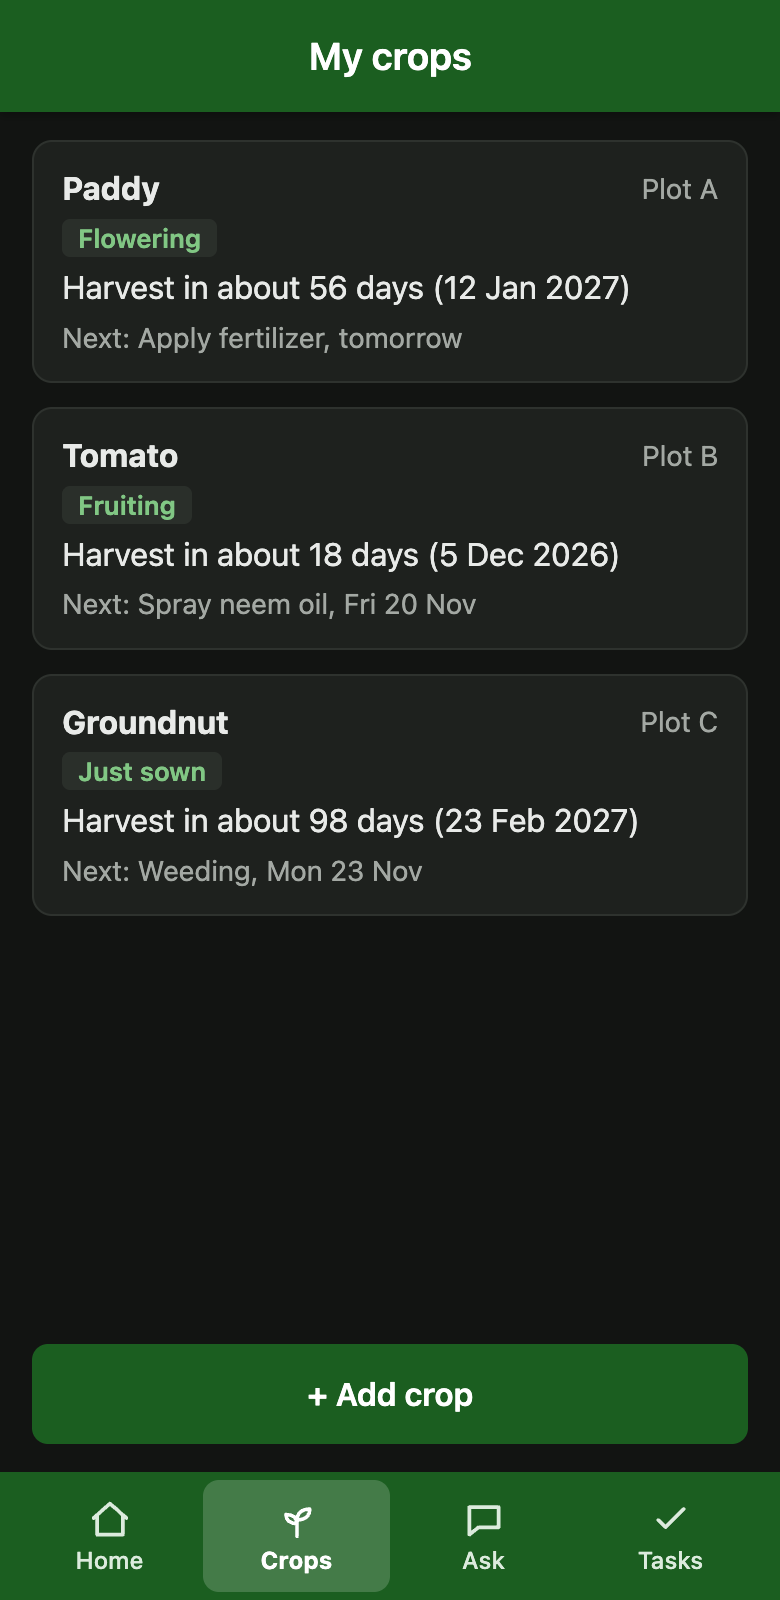 My crops
Paddy
Plot A
Flowering
Harvest in about 56 days (12 Jan 2027)
Next: Apply fertilizer, tomorrow
Tomato
Plot B
Fruiting
Harvest in about 18 days (5 Dec 2026)
Next: Spray neem oil, Fri 20 Nov
Groundnut
Plot C
Just sown
Harvest in about 98 days (23 Feb 2027)
Next: Weeding, Mon 23 Nov
+ Add crop
Home
Crops
Ask
Tasks